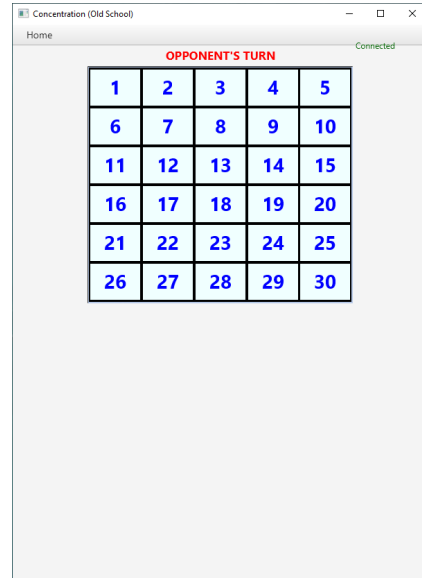 Concentration (Old School)
Home
Connected
OPPONENT'S TURN
1 2 3 4 5
6 7 8 9 10
11 12 13 14 15
16 17 18 19 20
21 22 23 24 25
26 27 28 29 30